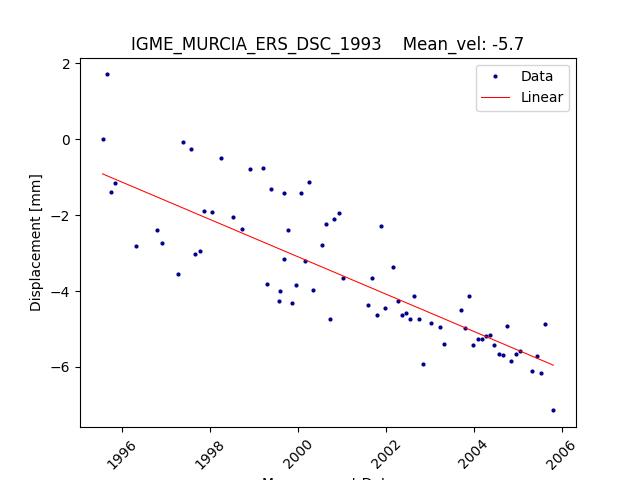 IGME_MURCIA_ERS_DSC_1993 Mean_vel: -5.7
Data
Linear
Displacement [mm]
2
0
−2
−4
−6
1996
1998
2000
2002
2004
2006